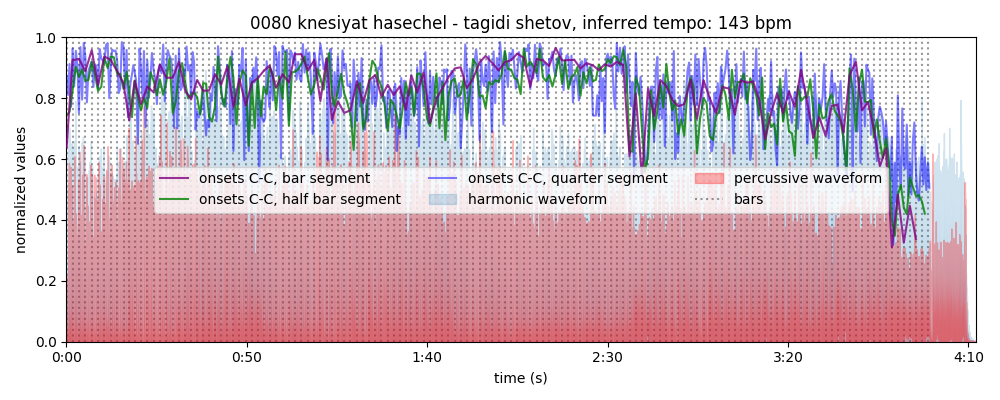 0080 knesiyat hasechel - tagidi shetov, inferred tempo: 143 bpm
normalized values
1.0
0.8
0.6
0.4
0.2
0.0
onsets C-C, bar segment
onsets C-C, half bar segment
onsets C-C, quarter segment
harmonic waveform
percussive waveform
bars
0:00 0:50 1:40 2:30 3:20 4:10
time (s)